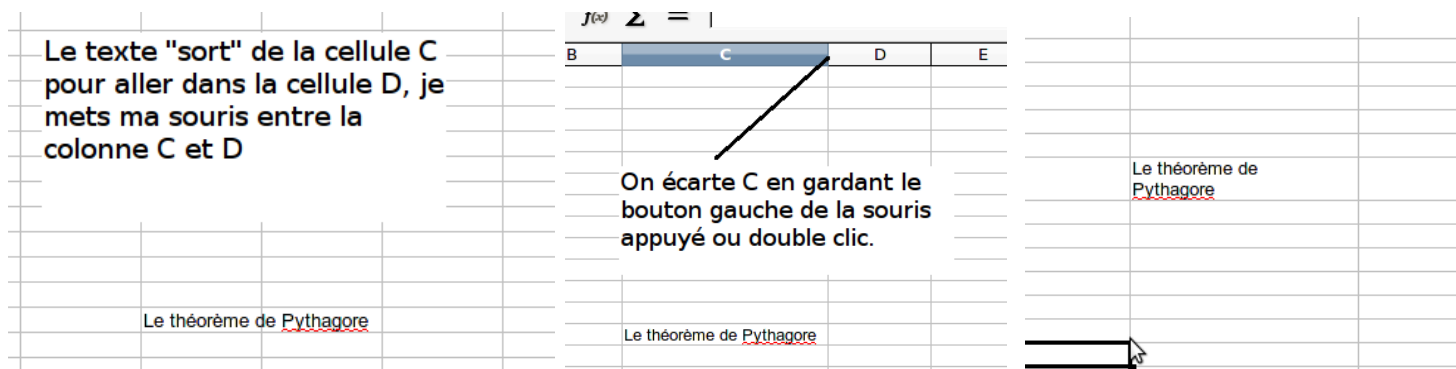 Le texte "sort" de la cellule C
pour aller dans la cellule D, je
mets ma souris entre la
colonne C et D
Le théorème de Pythagore
f(x) Σ =
B C D E
On écarte C en gardant le
bouton gauche de la souris
appuyé ou double clic.
Le théorème de Pythagore
Le théorème de
Pythagore